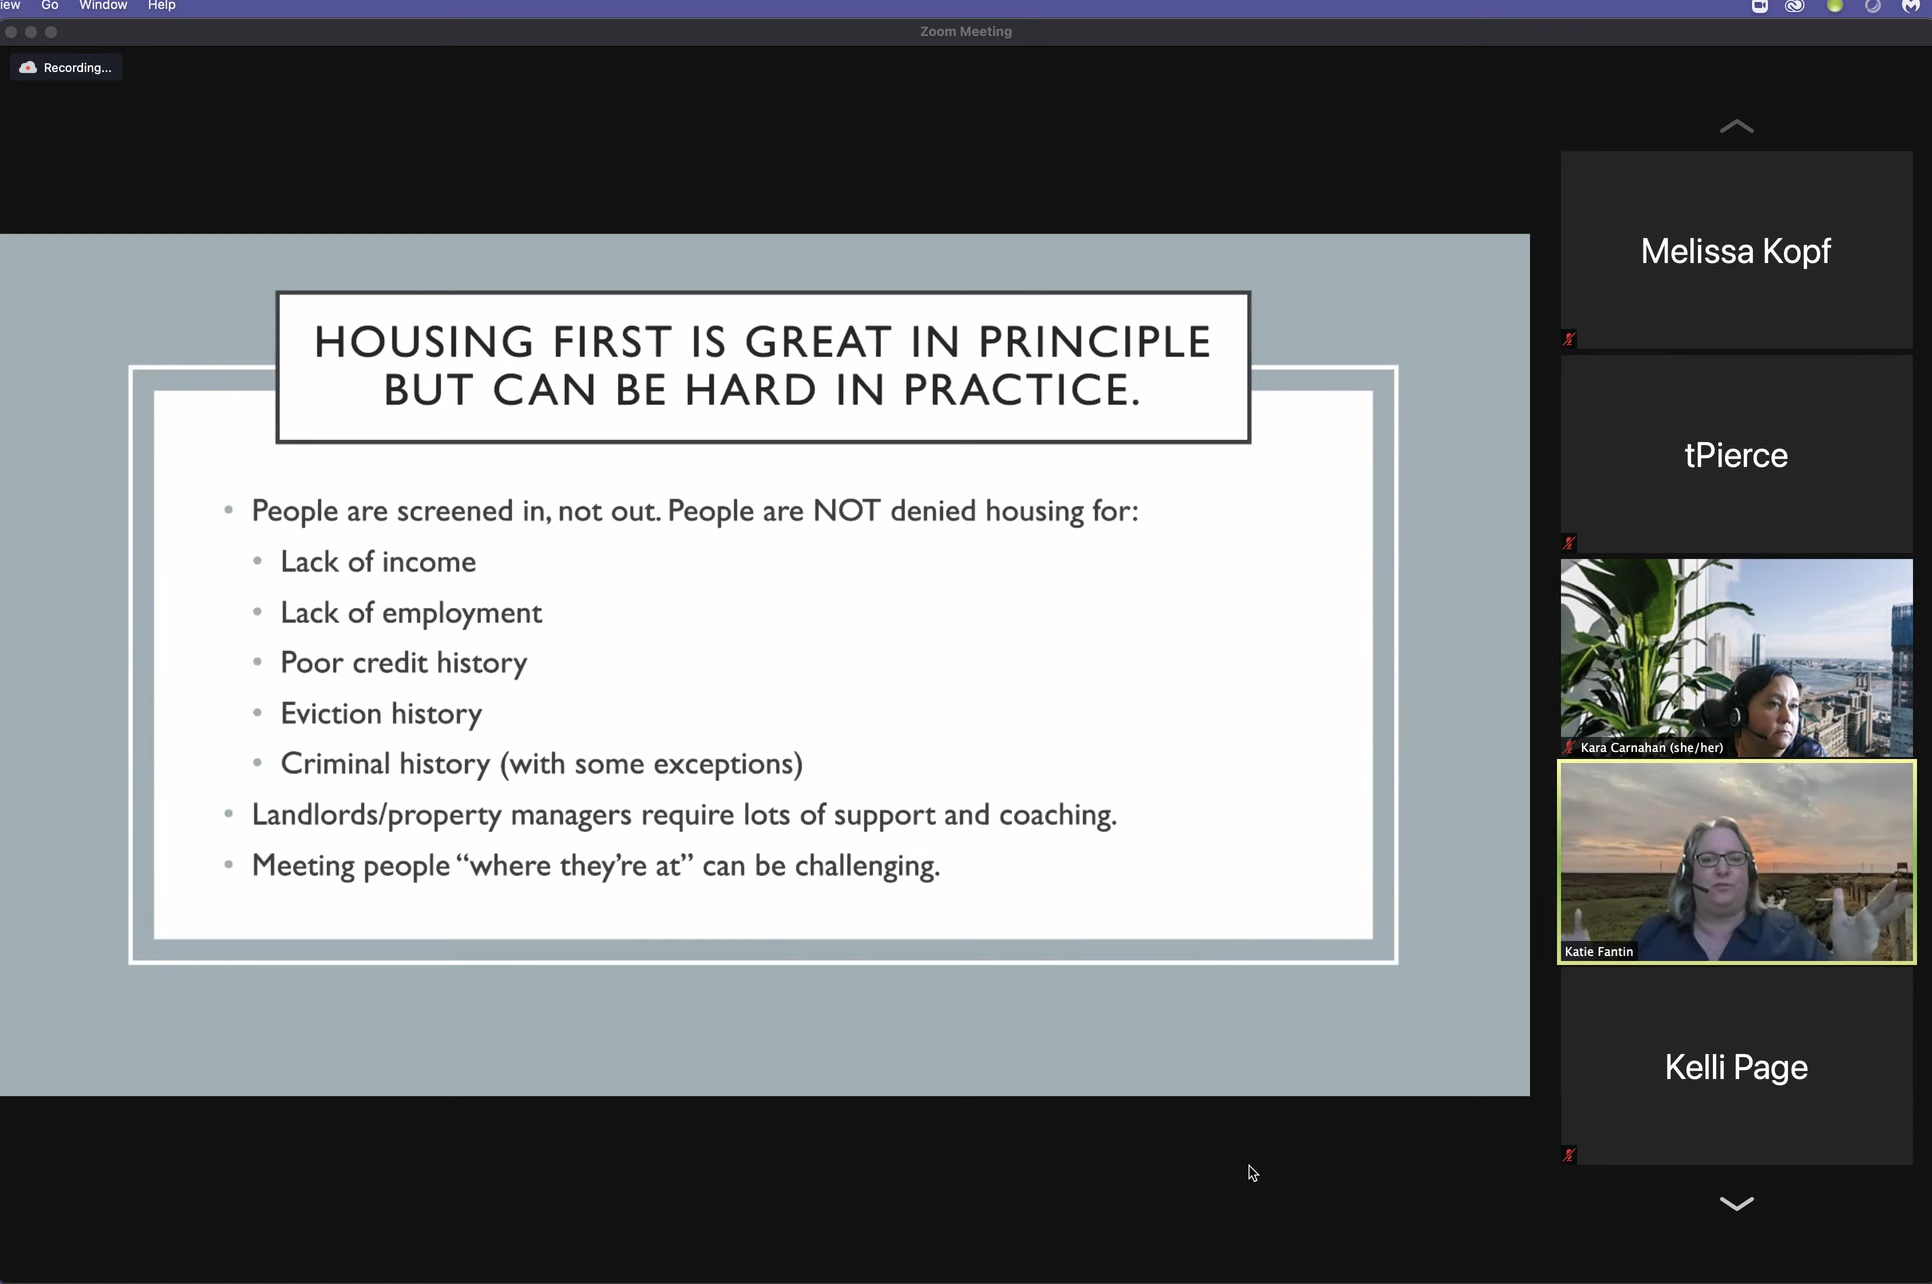 iew Go Window Help
Zoom Meeting
Recording...
HOUSING FIRST IS GREAT IN PRINCIPLE
BUT CAN BE HARD IN PRACTICE.
• People are screened in, not out. People are NOT denied housing for:
• Lack of income
• Lack of employment
• Poor credit history
• Eviction history
• Criminal history (with some exceptions)
• Landlords/property managers require lots of support and coaching.
• Meeting people “where they’re at” can be challenging.
Melissa Kopf
tPierce
Kara Carnahan (she/her)
Katie Fantin
Kelli Page